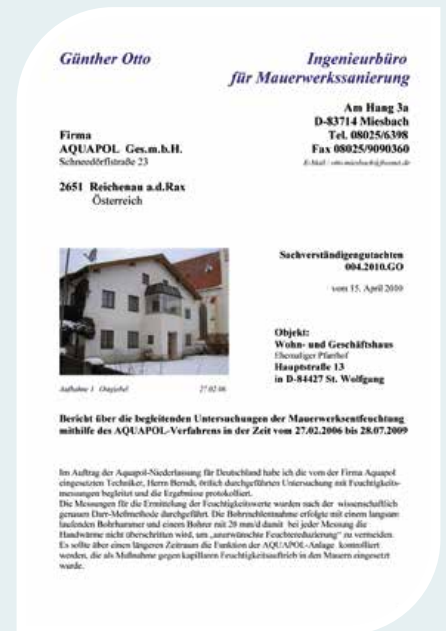 Günther Otto
Ingenieurbüro
für Mauerwerkssanierung
Am Hang 3a
D-83714 Miesbach
Tel. 08025/6398
Fax 08025/9090360
E-Mail: otto.miesbach@freenet.de
Firma
AQUAPOL Ges.m.b.H.
Schneedörflstraße 23
2651 Reichenau a.d.Rax
Österreich
Sachverständigengutachten
004.2010.GO
vom 15. April 2010
Objekt:
Wohn- und Geschäftshaus
Ehemaliger Pfarrhof
Hauptstraße 13
in D-84427 St. Wolfgang
Aufnahme 1 Ostgiebel 27.02.06
Bericht über die begleitenden Untersuchungen der Mauerwerksentfeuchtung
mithilfe des AQUAPOL-Verfahrens in der Zeit vom 27.02.2006 bis 28.07.2009
Im Auftrag der Aquapol-Niederlassung für Deutschland habe ich die vom der Firma Aquapol
eingesetzten Techniker, Herrn Berndt, örtlich durchgeführten Untersuchung mit Feuchtigkeits-
messungen begleitet und die Ergebnisse protokolliert.
Die Messungen für die Ermittelung der Feuchtigkeitswerte wurden nach der wissenschaftlich
genauen Darr-Meßmethode durchgeführt. Die Bohrmehlentnahme erfolgte mit einem langsam
laufenden Bohrhammer und einem Bohrer mit 20 mm/d damit bei jeder Messung die
Handwärme nicht überschritten wird, um „unerwünschte Feuchtereduzierung" zu vermeiden.
Es sollte über einen längeren Zeitraum die Funktion der AQUAPOL-Anlage kontrolliert
werden, die als Maßnahme gegen kapillaren Feuchtigkeitsauftrieb in den Mauern eingesetzt
wurde.